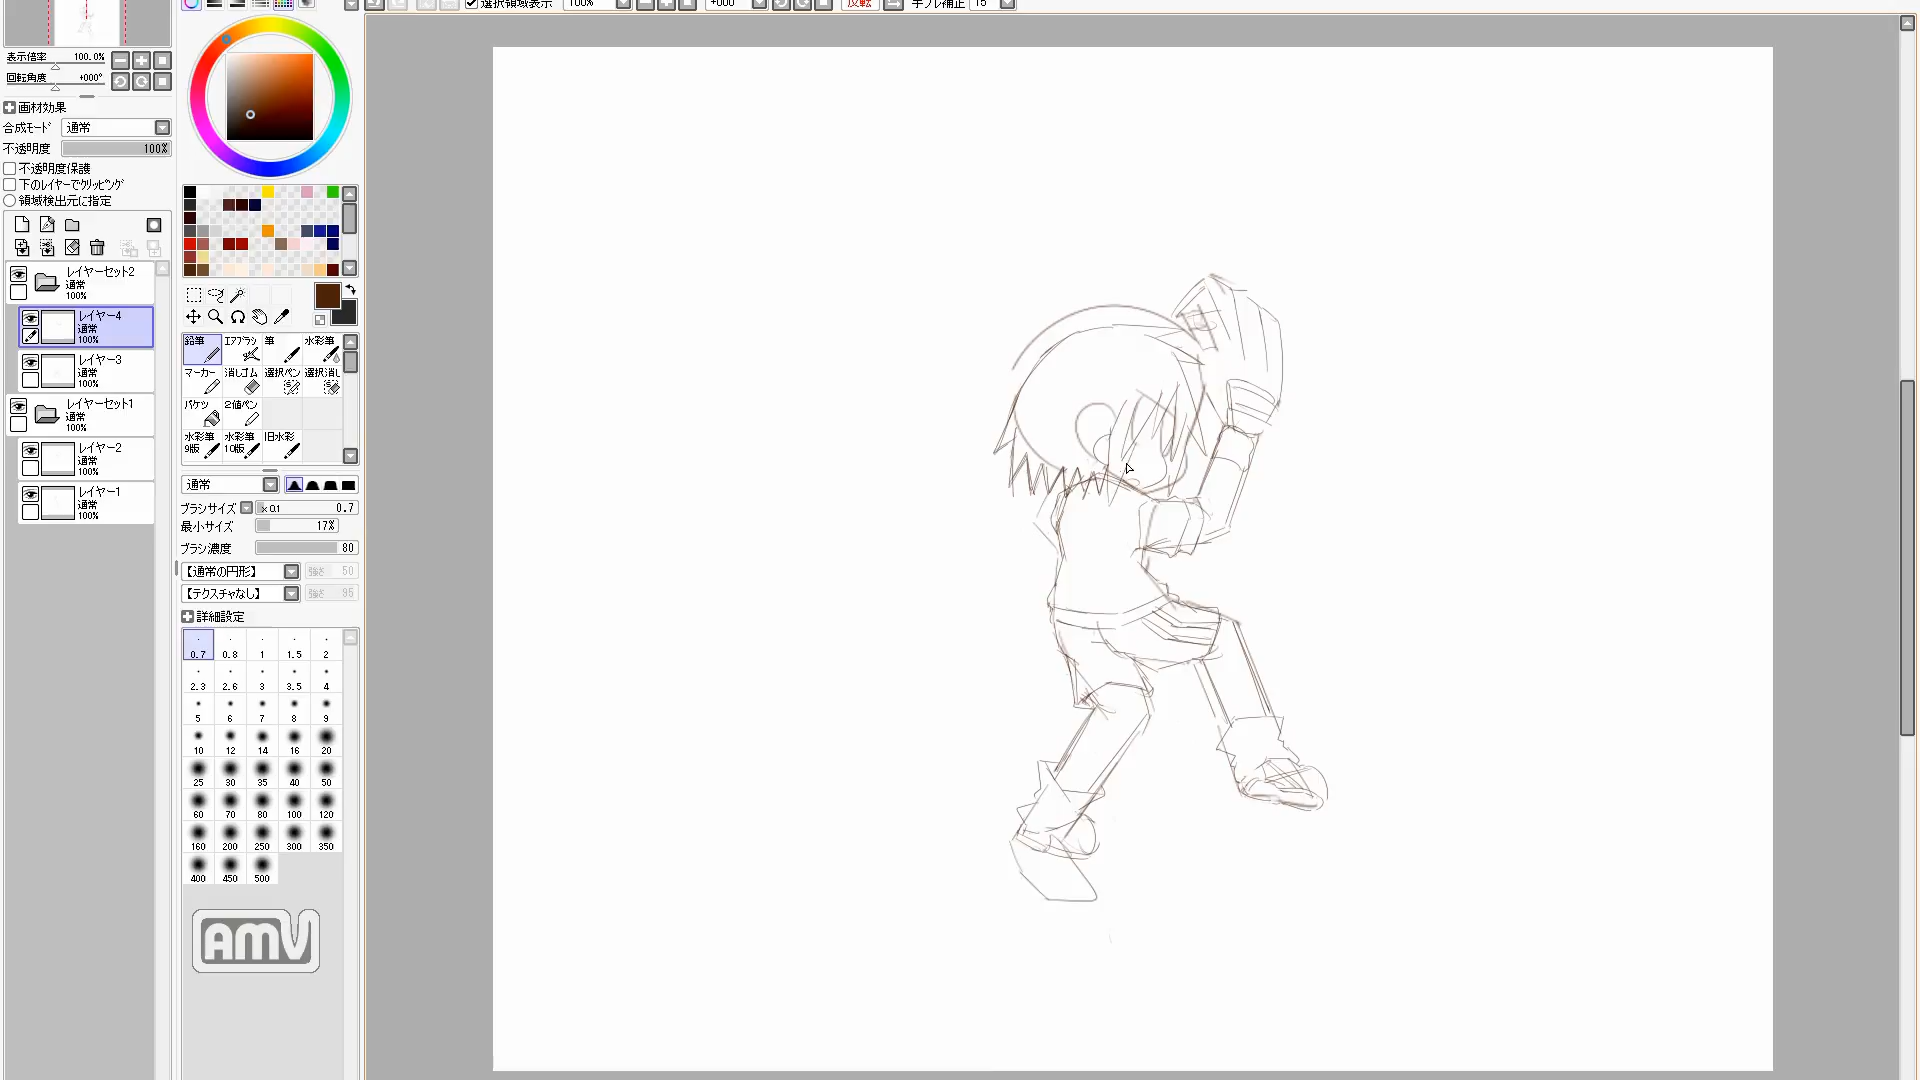 選択領域表示 100% +000 反転 手ブレ補正 15
表示倍率 100.0%
回転角度 +000°
画材効果
合成モード 通常
不透明度 100%
不透明度保護
下のレイヤーでクリッピング
領域検出元に指定
レイヤーセット2
通常
100%
レイヤー4
通常
100%
レイヤー3
通常
100%
レイヤーセット1
通常
100%
レイヤー2
通常
100%
レイヤー1
通常
100%
鉛筆 エアブラシ 筆 水彩筆
マーカー 消しゴム 選択ペン 選択消し
バケツ 2値ペン
水彩筆 水彩筆 旧水彩
9版 10版
通常
ブラシサイズ x 0.1 0.7
最小サイズ 17%
ブラシ濃度 80
【通常の円形】 強さ 50
【テクスチャなし】 強さ 95
詳細設定
0.7 0.8 1 1.5 2
2.3 2.6 3 3.5 4
5 6 7 8 9
10 12 14 16 20
25 30 35 40 50
60 70 80 100 120
160 200 250 300 350
400 450 500
AMV